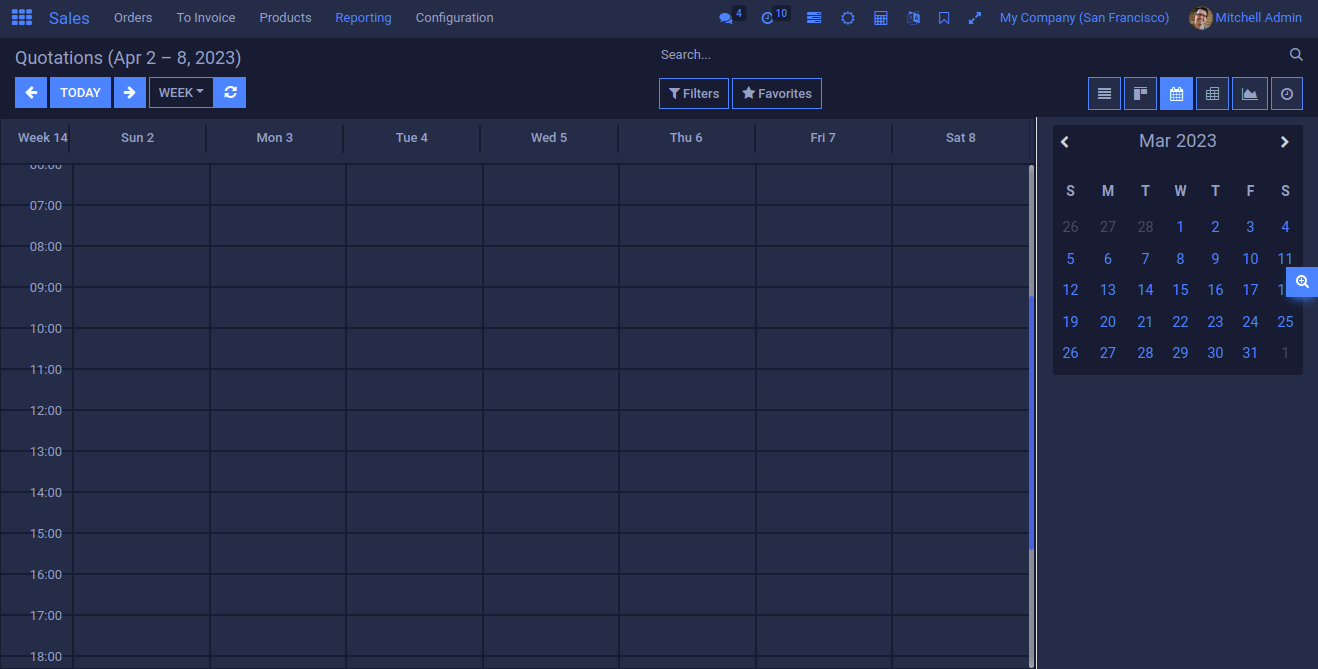 Sales Orders To Invoice Products Reporting Configuration 4 10 My Company (San Francisco) Mitchell Admin
Quotations (Apr 2 – 8, 2023)
Search...
TODAY WEEK
Filters Favorites
Week 14 Sun 2 Mon 3 Tue 4 Wed 5 Thu 6 Fri 7 Sat 8
06:00
07:00
08:00
09:00
10:00
11:00
12:00
13:00
14:00
15:00
16:00
17:00
18:00
Mar 2023
S M T W T F S
26 27 28 1 2 3 4
5 6 7 8 9 10 11
12 13 14 15 16 17
19 20 21 22 23 24 25
26 27 28 29 30 31 1